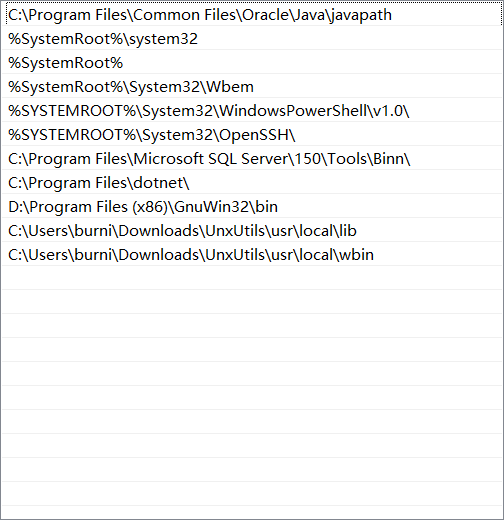 C:\Program Files\Common Files\Oracle\Java\javapath
%SystemRoot%\system32
%SystemRoot%
%SystemRoot%\System32\Wbem
%SYSTEMROOT%\System32\WindowsPowerShell\v1.0\
%SYSTEMROOT%\System32\OpenSSH\
C:\Program Files\Microsoft SQL Server\150\Tools\Binn\
C:\Program Files\dotnet\
D:\Program Files (x86)\GnuWin32\bin
C:\Users\burni\Downloads\UnxUtils\usr\local\lib
C:\Users\burni\Downloads\UnxUtils\usr\local\wbin